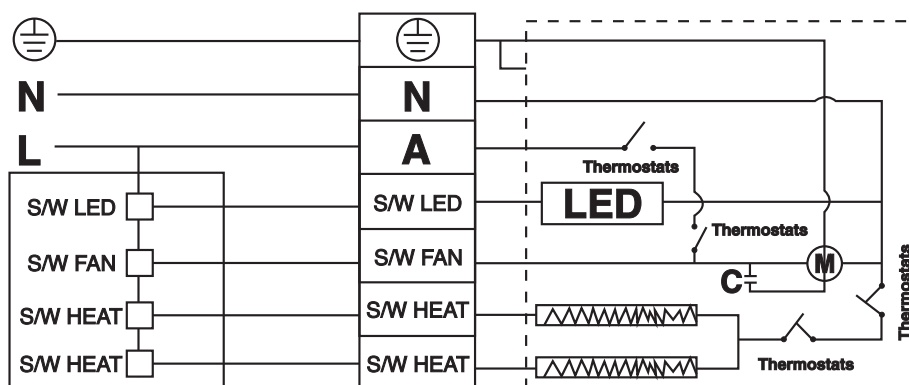 N
N
L
A
Thermostats
S/W LED
S/W LED
LED
Thermostats
S/W FAN
S/W FAN
M
C
Thermostats
S/W HEAT
S/W HEAT
S/W HEAT
S/W HEAT
Thermostats